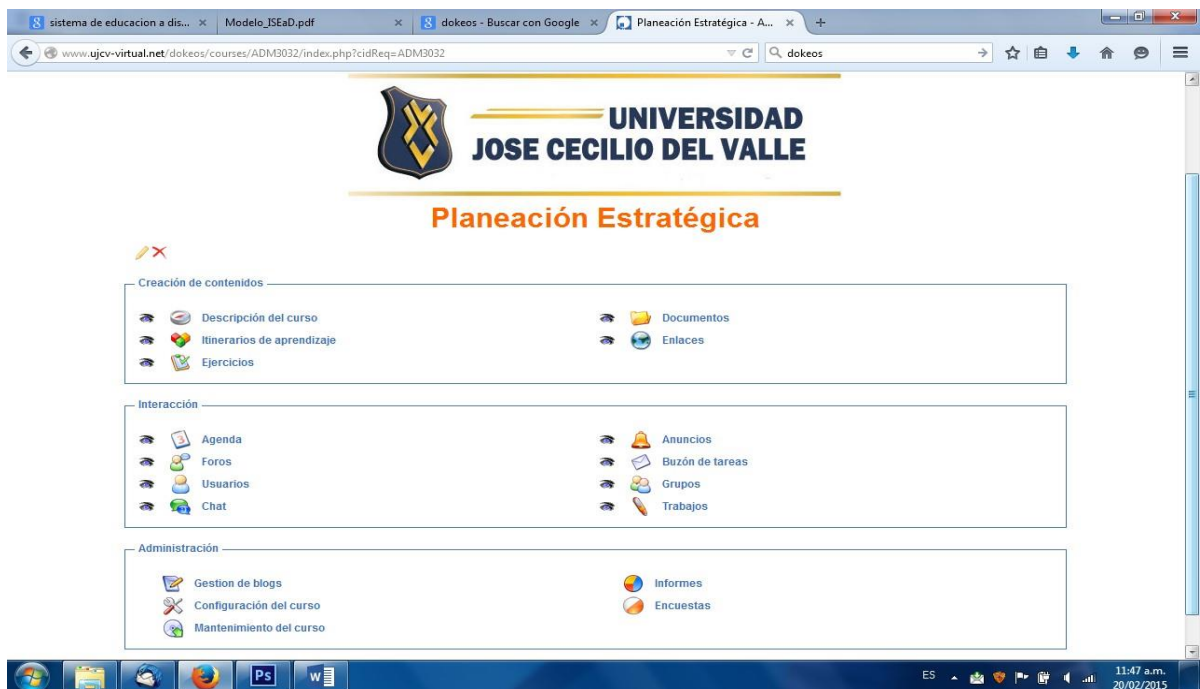 sistema de educacion a dis...
Modelo_ISEaD.pdf
dokeos - Buscar con Google
Planeación Estratégica - A...
www.ujcv-virtual.net/dokeos/courses/ADM3032/index.php?cidReq=ADM3032
dokeos
UNIVERSIDAD
JOSE CECILIO DEL VALLE
Planeación Estratégica
Creación de contenidos
Descripción del curso
Documentos
Itinerarios de aprendizaje
Enlaces
Ejercicios
Interacción
Agenda
Anuncios
Foros
Buzón de tareas
Usuarios
Grupos
Chat
Trabajos
Administración
Gestion de blogs
Informes
Configuración del curso
Encuestas
Mantenimiento del curso
Ps
W
ES
11:47 a.m.
20/02/2015